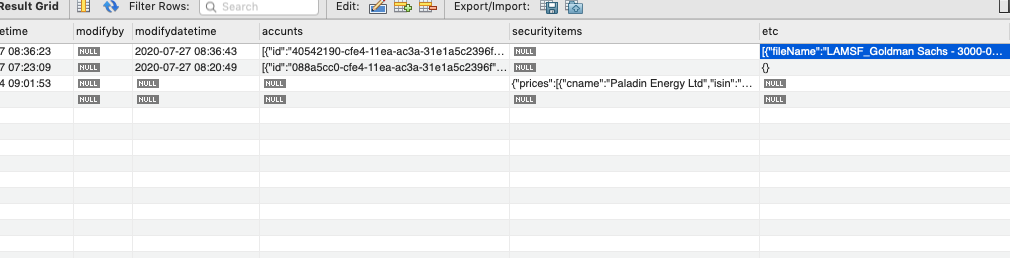 Result Grid Filter Rows: Search Edit: Export/Import:
etime modifyby modifydatetime accunts securityitems etc
7 08:36:23 NULL 2020-07-27 08:36:43 [{"id":"40542190-cfe4-11ea-ac3a-31e1a5c2396f... NULL [{"fileName":"LAMSF_Goldman Sachs - 3000-0...
7 07:23:09 NULL 2020-07-27 08:20:49 [{"id":"088a5cc0-cfe4-11ea-ac3a-31e1a5c2396f"... NULL {}
4 09:01:53 NULL NULL NULL {"prices":[{"cname":"Paladin Energy Ltd","isin":"... NULL
NULL NULL NULL NULL NULL